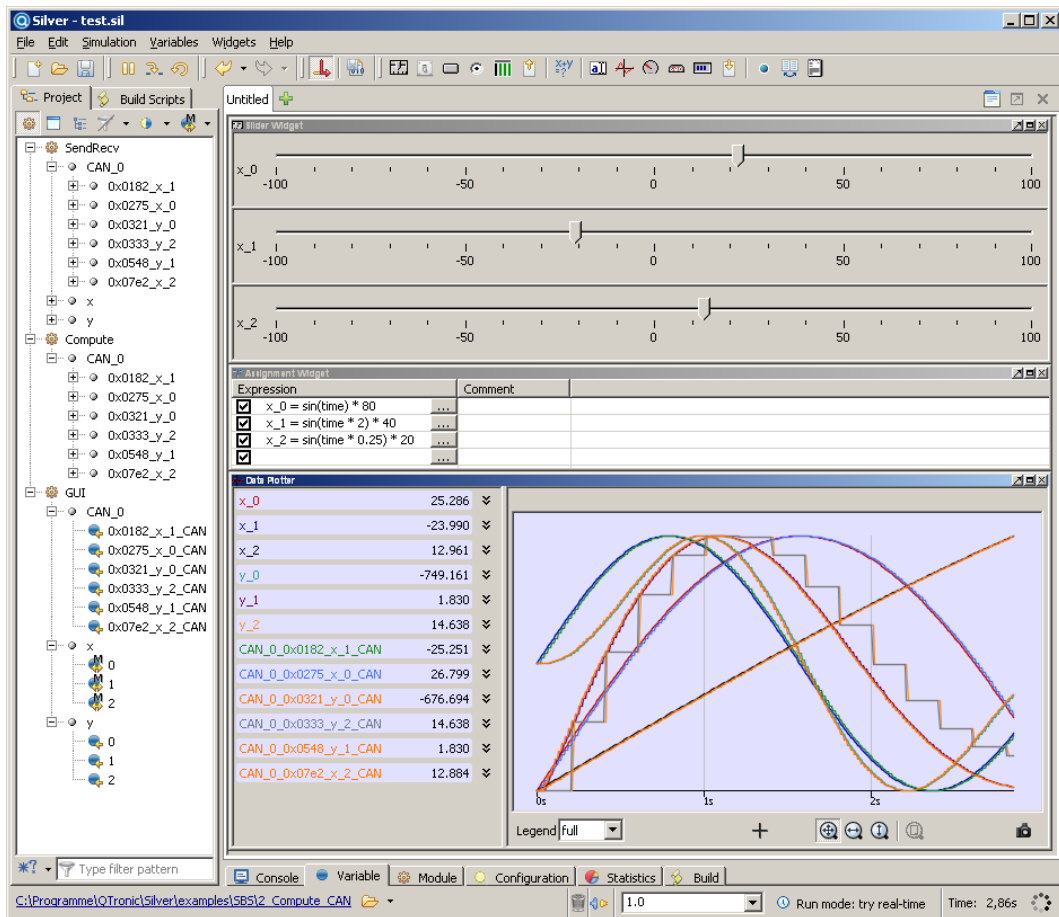 Silver - test.sil
File Edit Simulation Variables Widgets Help
Project Build Scripts Untitled
SendRecv
CAN_0
0x0182_x_1
0x0275_x_0
0x0321_y_0
0x0333_y_2
0x0548_y_1
0x07e2_x_2
x
y
Compute
CAN_0
0x0182_x_1
0x0275_x_0
0x0321_y_0
0x0333_y_2
0x0548_y_1
0x07e2_x_2
GUI
CAN_0
0x0182_x_1_CAN
0x0275_x_0_CAN
0x0321_y_0_CAN
0x0333_y_2_CAN
0x0548_y_1_CAN
0x07e2_x_2_CAN
x
M 0
M 1
M 2
y
0
1
2
Type filter pattern
Slider Widget
x_0
-100 -50 0 50 100
x_1
-100 -50 0 50 100
x_2
-100 -50 0 50 100
Assignment Widget
Expression Comment
x_0 = sin(time) * 80 ...
x_1 = sin(time * 2) * 40 ...
x_2 = sin(time * 0.25) * 20 ...
...
Data Plotter
x_0 25.286
x_1 -23.990
x_2 12.961
y_0 -749.161
y_1 1.830
y_2 14.638
CAN_0_0x0182_x_1_CAN -25.251
CAN_0_0x0275_x_0_CAN 26.799
CAN_0_0x0321_y_0_CAN -676.694
CAN_0_0x0333_y_2_CAN 14.638
CAN_0_0x0548_y_1_CAN 1.830
CAN_0_0x07e2_x_2_CAN 12.884
0s 1s 2s
Legend full
Console Variable Module Configuration Statistics Build
C:\Programme\QTronic\Silver\examples\SBS\2_Compute_CAN 1.0 Run mode: try real-time Time: 2,86s